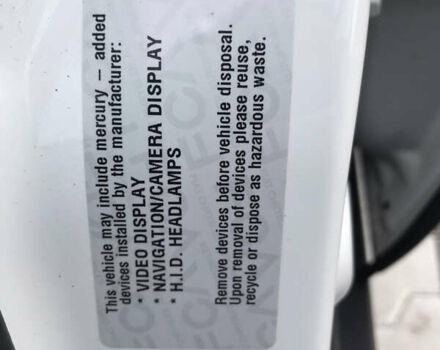 This vehicle may include mercury – added
devices installed by the manufacturer:
* VIDEO DISPLAY
* NAVIGATION/CAMERA DISPLAY
* H.I.D. HEADLAMPS
Remove devices before vehicle disposal.
Upon removal of devices please reuse,
recycle or dispose as hazardous waste.